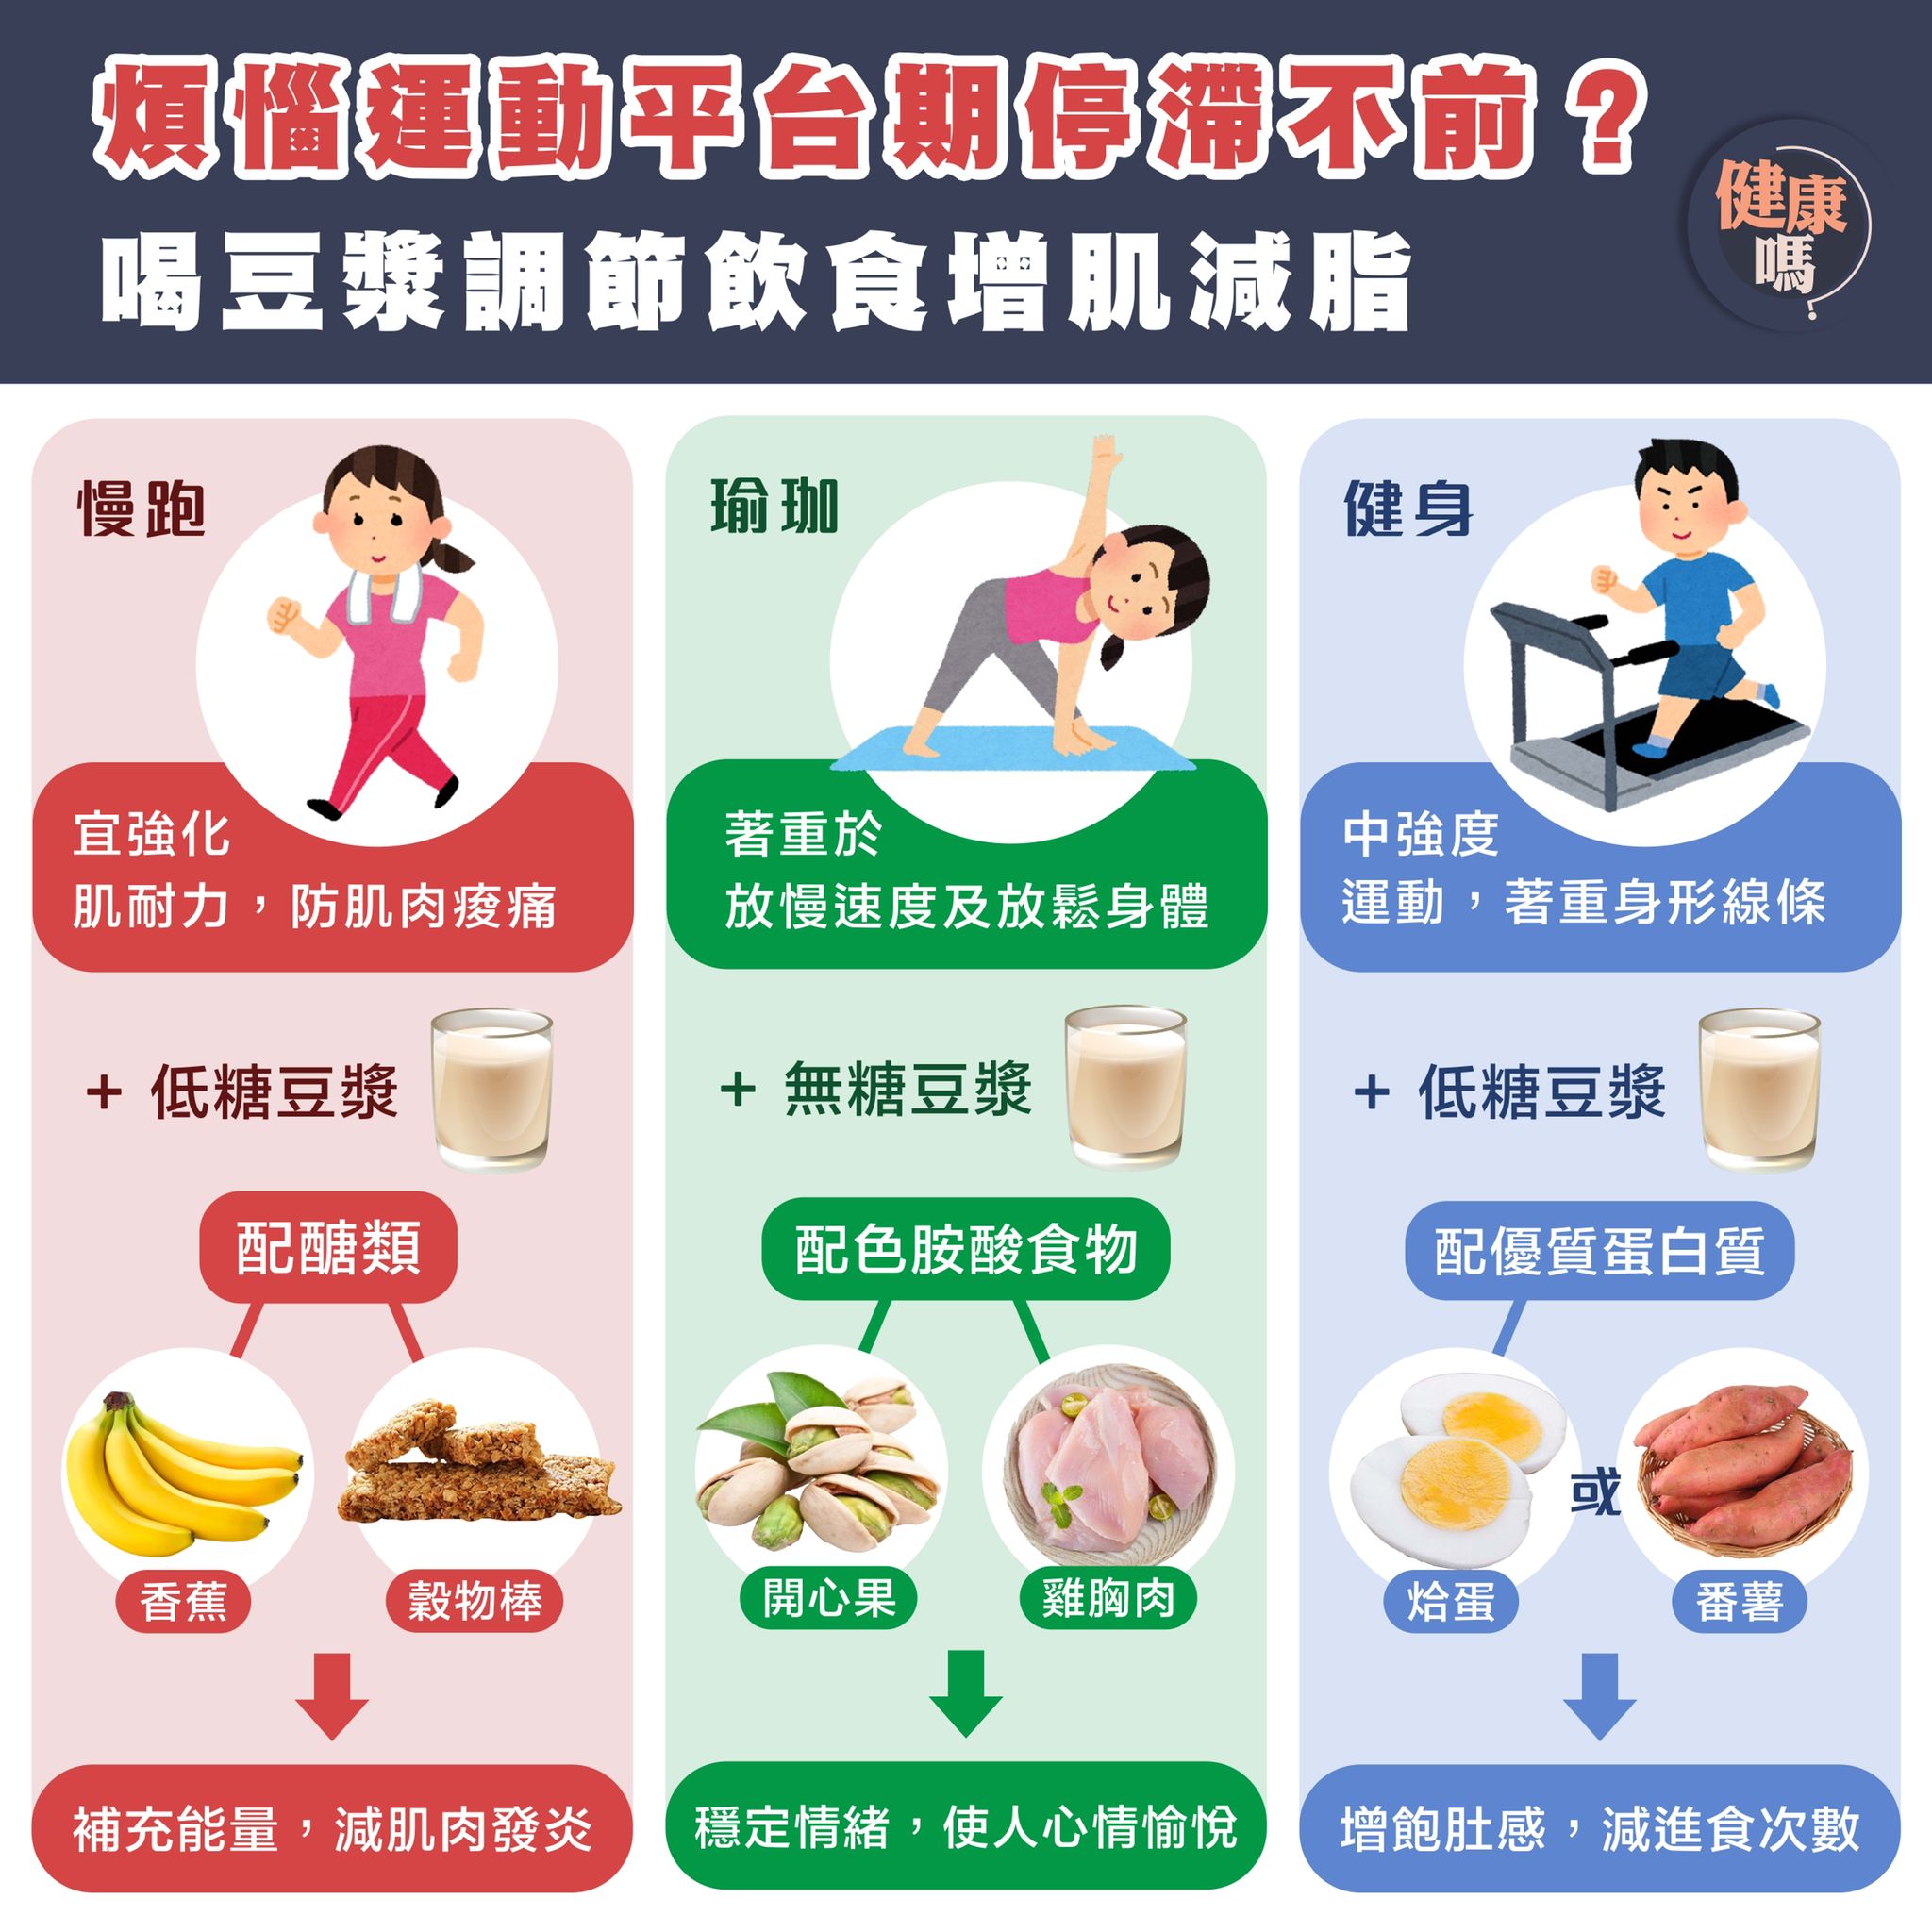 煩惱運動平台期停滯不前？
喝豆漿調節飲食增肌減脂
健康
嗎?
慢跑
宜強化
肌耐力，防肌肉痠痛
+ 低糖豆漿
配醣類
香蕉
穀物棒
補充能量，減肌肉發炎
瑜珈
著重於
放慢速度及放鬆身體
+ 無糖豆漿
配色胺酸食物
開心果
雞胸肉
穩定情緒，使人心情愉悅
健身
中強度
運動，著重身形線條
+ 低糖豆漿
配優質蛋白質
烚蛋
或
番薯
增飽肚感，減進食次數